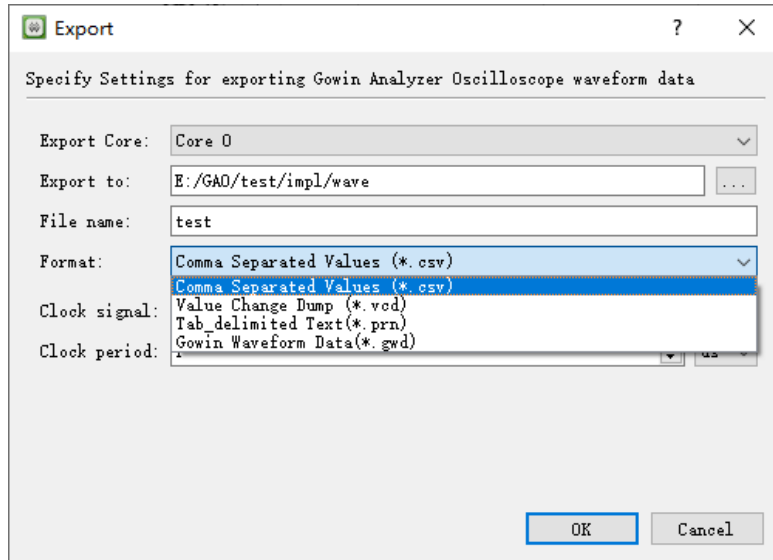 Export
Specify Settings for exporting Gowin Analyzer Oscilloscope waveform data
Export Core: Core 0
Export to: E:/GAO/test/impl/wave ...
File name: test
Format: Comma Separated Values (*.csv)
Comma Separated Values (*.csv)
Value Change Dump (*.vcd)
Clock signal:
Tab_delimited Text(*.prn)
Gowin Waveform Data(*.gwd)
Clock period:
OK Cancel